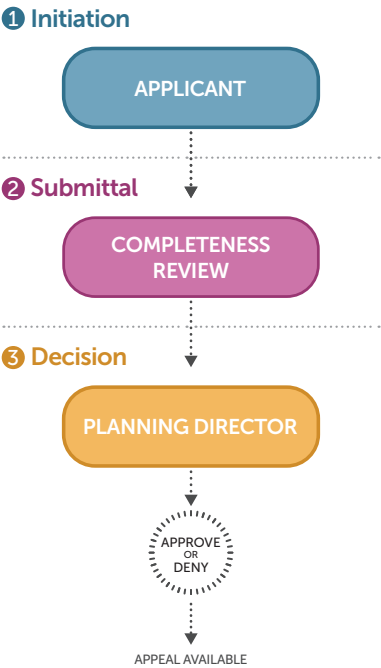 1 Initiation
APPLICANT
2 Submittal
COMPLETENESS
REVIEW
3 Decision
PLANNING DIRECTOR
APPROVE
OR
DENY
APPEAL AVAILABLE